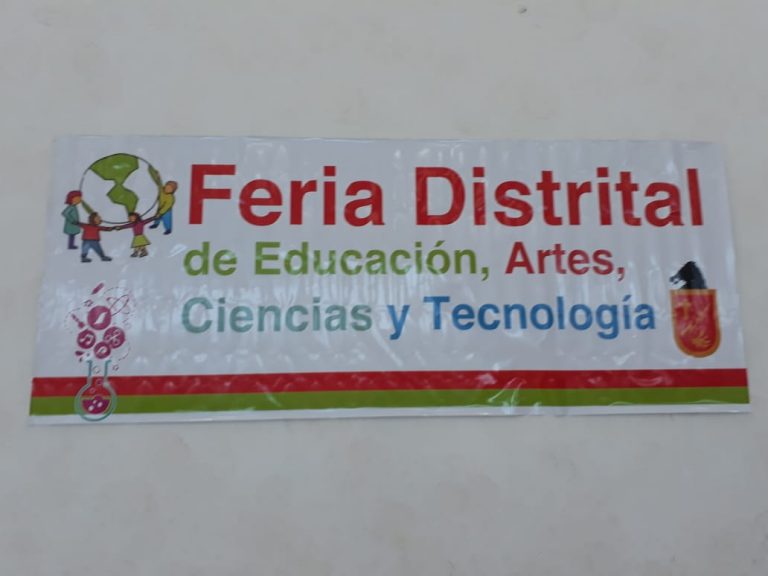 Feria Distrital
de Educación, Artes,
Ciencias y Tecnología